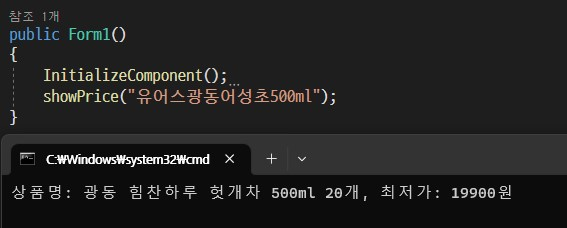 참조 1개
public Form1()
{
InitializeComponent();
showPrice("유어스광동어성초500ml");
}
C:₩Windows₩system32₩cmd
상품명: 광동 힘찬하루 헛개차 500ml 20개, 최저가: 19900원